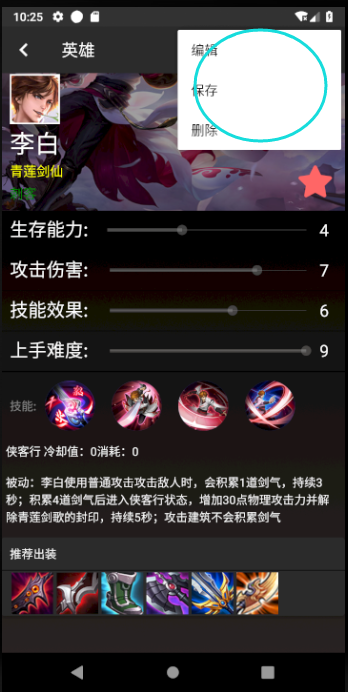 10:25
英雄
编辑
保存
删除
李白
青莲剑仙
刺客
生存能力: 4
攻击伤害: 7
技能效果: 6
上手难度: 9
技能:
侠客行 冷却值：0消耗：0
被动：李白使用普通攻击攻击敌人时，会积累1道剑气，持续3
秒；积累4道剑气后进入侠客行状态，增加30点物理攻击力并解
除青莲剑歌的封印，持续5秒；攻击建筑不会积累剑气
推荐出装